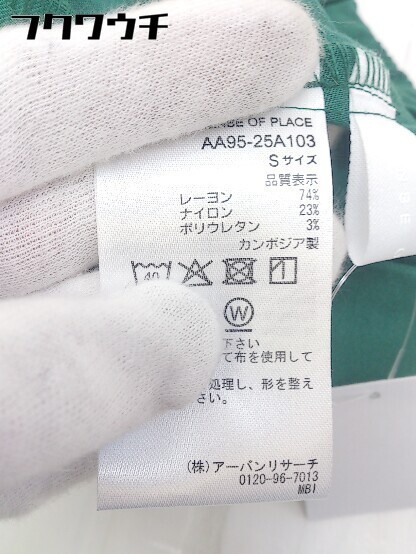 フクウウチ
SENSE OF PLACE
AA95-25A103
Sサイズ
品質表示
レーヨン 74%
ナイロン 23%
ポリウレタン 3%
カンボジア製
40
W
下さい
て布を使用して
処理し、形を整え
さい。
(株)アーバンリサーチ
0120-96-7013
MBI